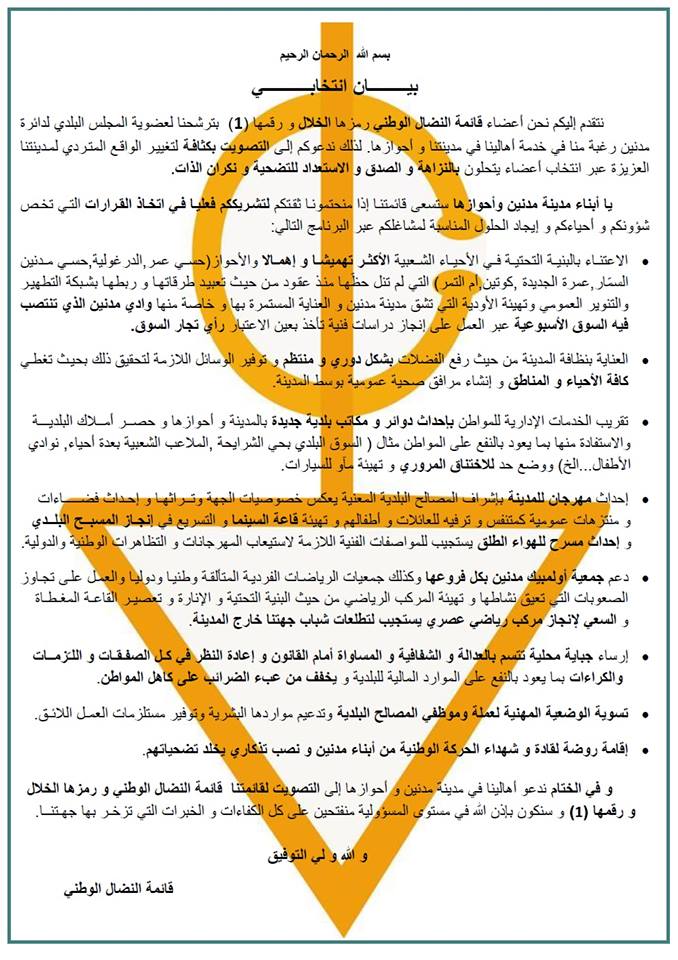 بسم الله الرحمان الرحيم
بيـــــــان انتخابـــــــي
نتقدم إليكم نحن أعضاء قائمة النضال الوطني رمزها الخلال و رقمها (1) بترشحنا لعضوية المجلس البلدي لدائرة
مدنين رغبة منا في خدمة أهالينا في مدينتنا و أحوازها. لذلك ندعوكم إلى التصويت بكثافة لتغيير الواقع المتردي لمدينتنا
العزيزة عبر انتخاب أعضاء يتحلون بالنزاهة و الصدق و الاستعداد للتضحية و نكران الذات.
يا أبناء مدينة مدنين وأحوازها ستسعى قائمتنا إذا منحتمونا ثقتكم لتشريككم فعليا في اتخاذ القرارات التي تخص
شؤونكم و أحياءكم و إيجاد الحلول المناسبة لمشاغلكم عبر البرنامج التالي:
• الاعتناء بالبنية التحتية في الأحياء الشعبية الأكثر تهميشا و إهمالا والأحواز(حسي عمر,الدرغولية,حسي مدنين
السمّار,عمرة الجديدة ,كوتين,أم التمر) التي لم تنل حظّها منذ عقود من حيث تعبيد طرقاتها و ربطها بشبكة التطهير
والتنوير العمومي وتهيئة الأودية التي تشق مدينة مدنين و العناية المستمرة بها و خاصة منها وادي مدنين الذي تنتصب
فيه السوق الأسبوعية عبر العمل على إنجاز دراسات فنية تأخذ بعين الاعتبار رأي تجار السوق.
• العناية بنظافة المدينة من حيث رفع الفضلات بشكل دوري و منتظم و توفير الوسائل اللازمة لتحقيق ذلك بحيث تغطي
كافة الأحياء و المناطق و إنشاء مرافق صحية عمومية بوسط المدينة.
• تقريب الخدمات الإدارية للمواطن بإحداث دوائر و مكاتب بلدية جديدة بالمدينة و أحوازها و حصر أملاك البلدية
والاستفادة منها بما يعود بالنفع على المواطن مثال ( السوق البلدي بحي الشرايحة ,الملاعب الشعبية بعدة أحياء, نوادي
الأطفال...الخ) ووضع حد للاختناق المروري و تهيئة مآو للسيارات.
• إحداث مهرجان للمدينة بإشراف المصالح البلدية المعنية يعكس خصوصيات الجهة وتراثها و إحداث فضاءات
و منتزهات عمومية كمتنفس و ترفيه للعائلات و أطفالهم و تهيئة قاعة السينما و التسريع في إنجاز المسبح البلدي
و إحداث مسرح للهواء الطلق يستجيب للمواصفات الفنية اللازمة لاستيعاب المهرجانات و التظاهرات الوطنية والدولية.
• دعم جمعية أولمبيك مدنين بكل فروعها وكذلك جمعيات الرياضات الفردية المتألقة وطنيا ودوليا والعمل على تجاوز
الصعوبات التي تعيق نشاطها و تهيئة المركب الرياضي من حيث البنية التحتية و الإنارة و تعصير القاعة المغطاة
و السعي لإنجاز مركب رياضي عصري يستجيب لتطلعات شباب جهتنا خارج المدينة.
• إرساء جباية محلية تتسم بالعدالة و الشفافية و المساواة أمام القانون و إعادة النظر في كل الصفقات و اللزمات
والكراءات بما يعود بالنفع على الموارد المالية للبلدية و يخفف من عبء الضرائب على كاهل المواطن.
• تسوية الوضعية المهنية لعملة وموظفي المصالح البلدية وتدعيم مواردها البشرية وتوفير مستلزمات العمل اللائق.
• إقامة روضة لقادة و شهداء الحركة الوطنية من أبناء مدنين و نصب تذكاري يخلد تضحياتهم.
و في الختام ندعو أهالينا في مدينة مدنين و أحوازها إلى التصويت لقائمتنا قائمة النضال الوطني و رمزها الخلال
و رقمها (1) و سنكون بإذن الله في مستوى المسؤولية منفتحين على كل الكفاءات و الخبرات التي تزخر بها جهتنا.
و الله و لي التوفيق
قائمة النضال الوطني